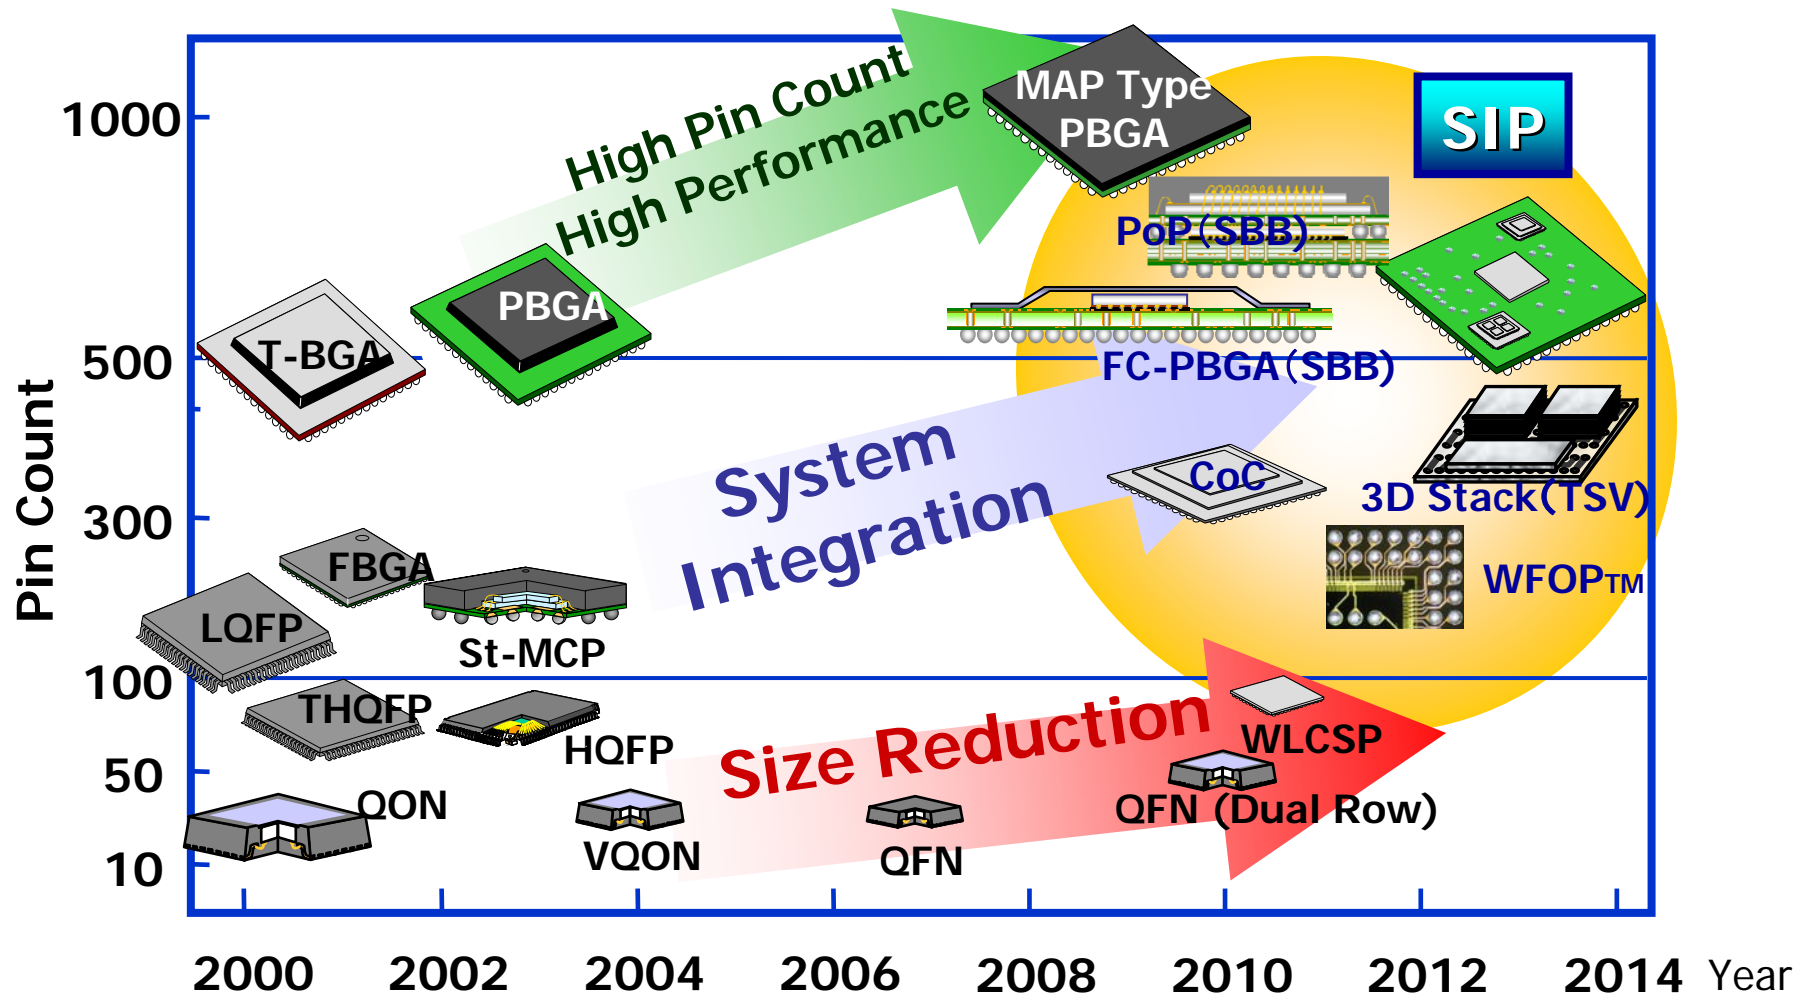 High Pin Count
High Performance
MAP Type
PBGA
SIP
1000
PoP(SBB)
PBGA
T-BGA
500
FC-PBGA(SBB)
Pin Count
System
Integration
CoC
3D Stack(TSV)
300
FBGA
WFOPTM
LQFP
St-MCP
100
THQFP
HQFP
Size Reduction
WLCSP
50
QON
VQON
QFN
QFN (Dual Row)
10
2000 2002 2004 2006 2008 2010 2012 2014 Year